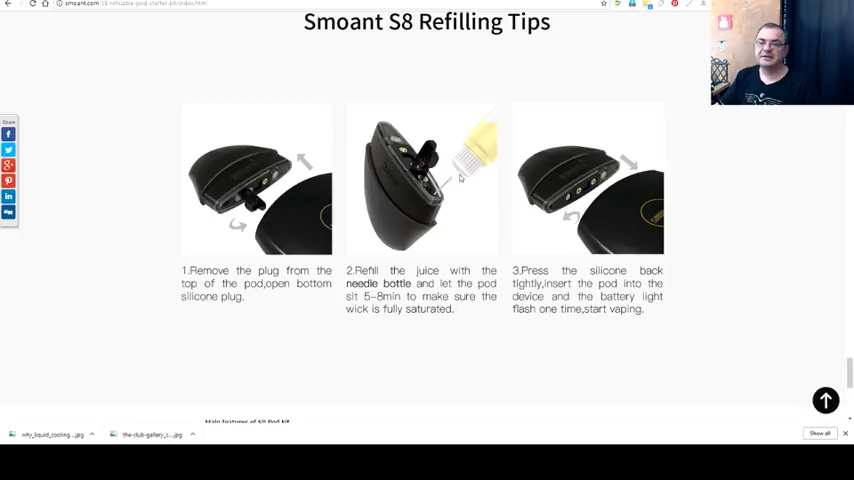 smoant.com/s8-refillable-pod-starter-kit/index.html
Smoant S8 Refilling Tips
Share
1.Remove the plug from the
top of the pod,open bottom
silicone plug.
2.Refill the juice with the
needle bottle and let the pod
sit 5-8min to make sure the
wick is fully saturated.
3.Press the silicone back
tightly,insert the pod into the
device and the battery light
flash one time,start vaping.
Main features of S8 Pod kit
why_liquid_cooling....jpg
the-club-gallery_c....jpg
Show all